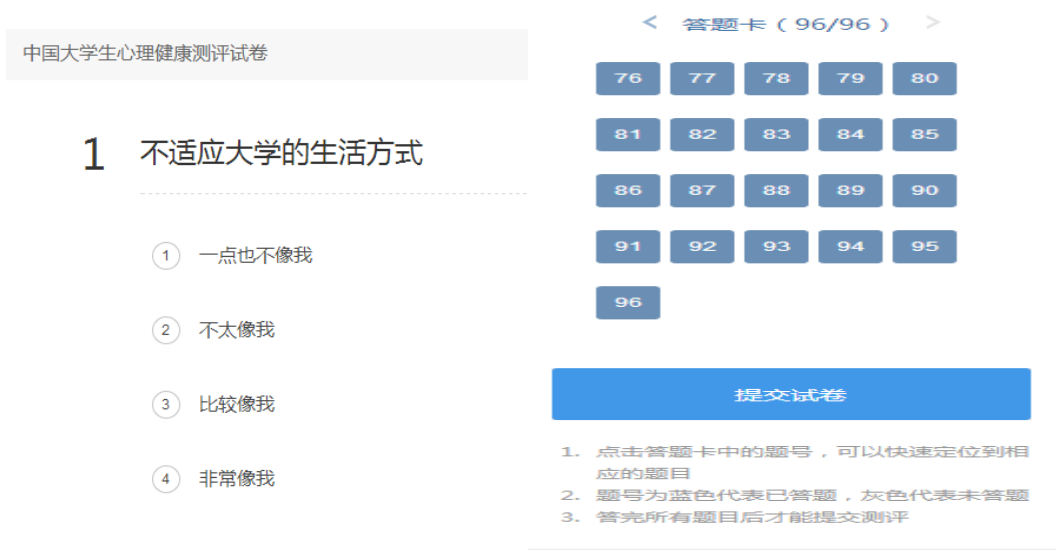 中国大学生心理健康测评试卷
1 不适应大学的生活方式
1 一点也不像我
2 不太像我
3 比较像我
4 非常像我
< 答题卡（96/96） >
76 77 78 79 80
81 82 83 84 85
86 87 88 89 90
91 92 93 94 95
96
提交试卷
1. 点击答题卡中的题号，可以快速定位到相
应的题目
2. 题号为蓝色代表已答题，灰色代表未答题
3. 答完所有题目后才能提交测评